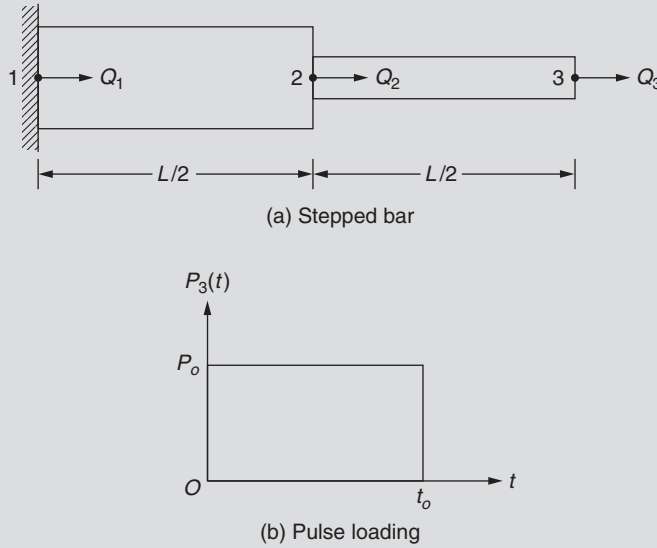 1 Q₁ 2 Q₂ 3 Q₃
L/2 L/2
(a) Stepped bar
P₃(t)
Pₒ
O tₒ t
(b) Pulse loading